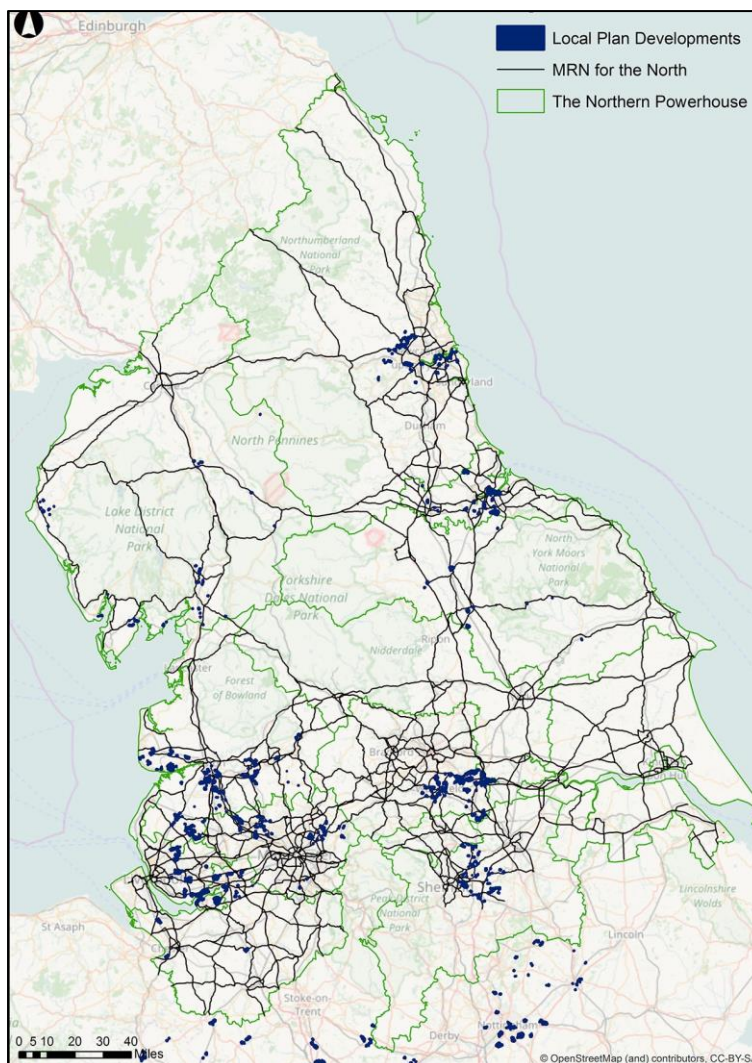 Edinburgh
Local Plan Developments
MRN for the North
The Northern Powerhouse
Northumberland
National
Park
North Pennines
Durham
Lake District
National
Park
North
York Moors
National
Park
Yorkshire
Dales National
Park
Nidderdale
Ripon
Forest
of Bowland
Peak District
National
Park
Lincolnshire
Wolds
St Asaph
Lincoln
Stoke-on-
Trent
Derby
Nottingham
0 5 10 20 30 40
Miles
© OpenStreetMap (and) contributors, CC-BY-S